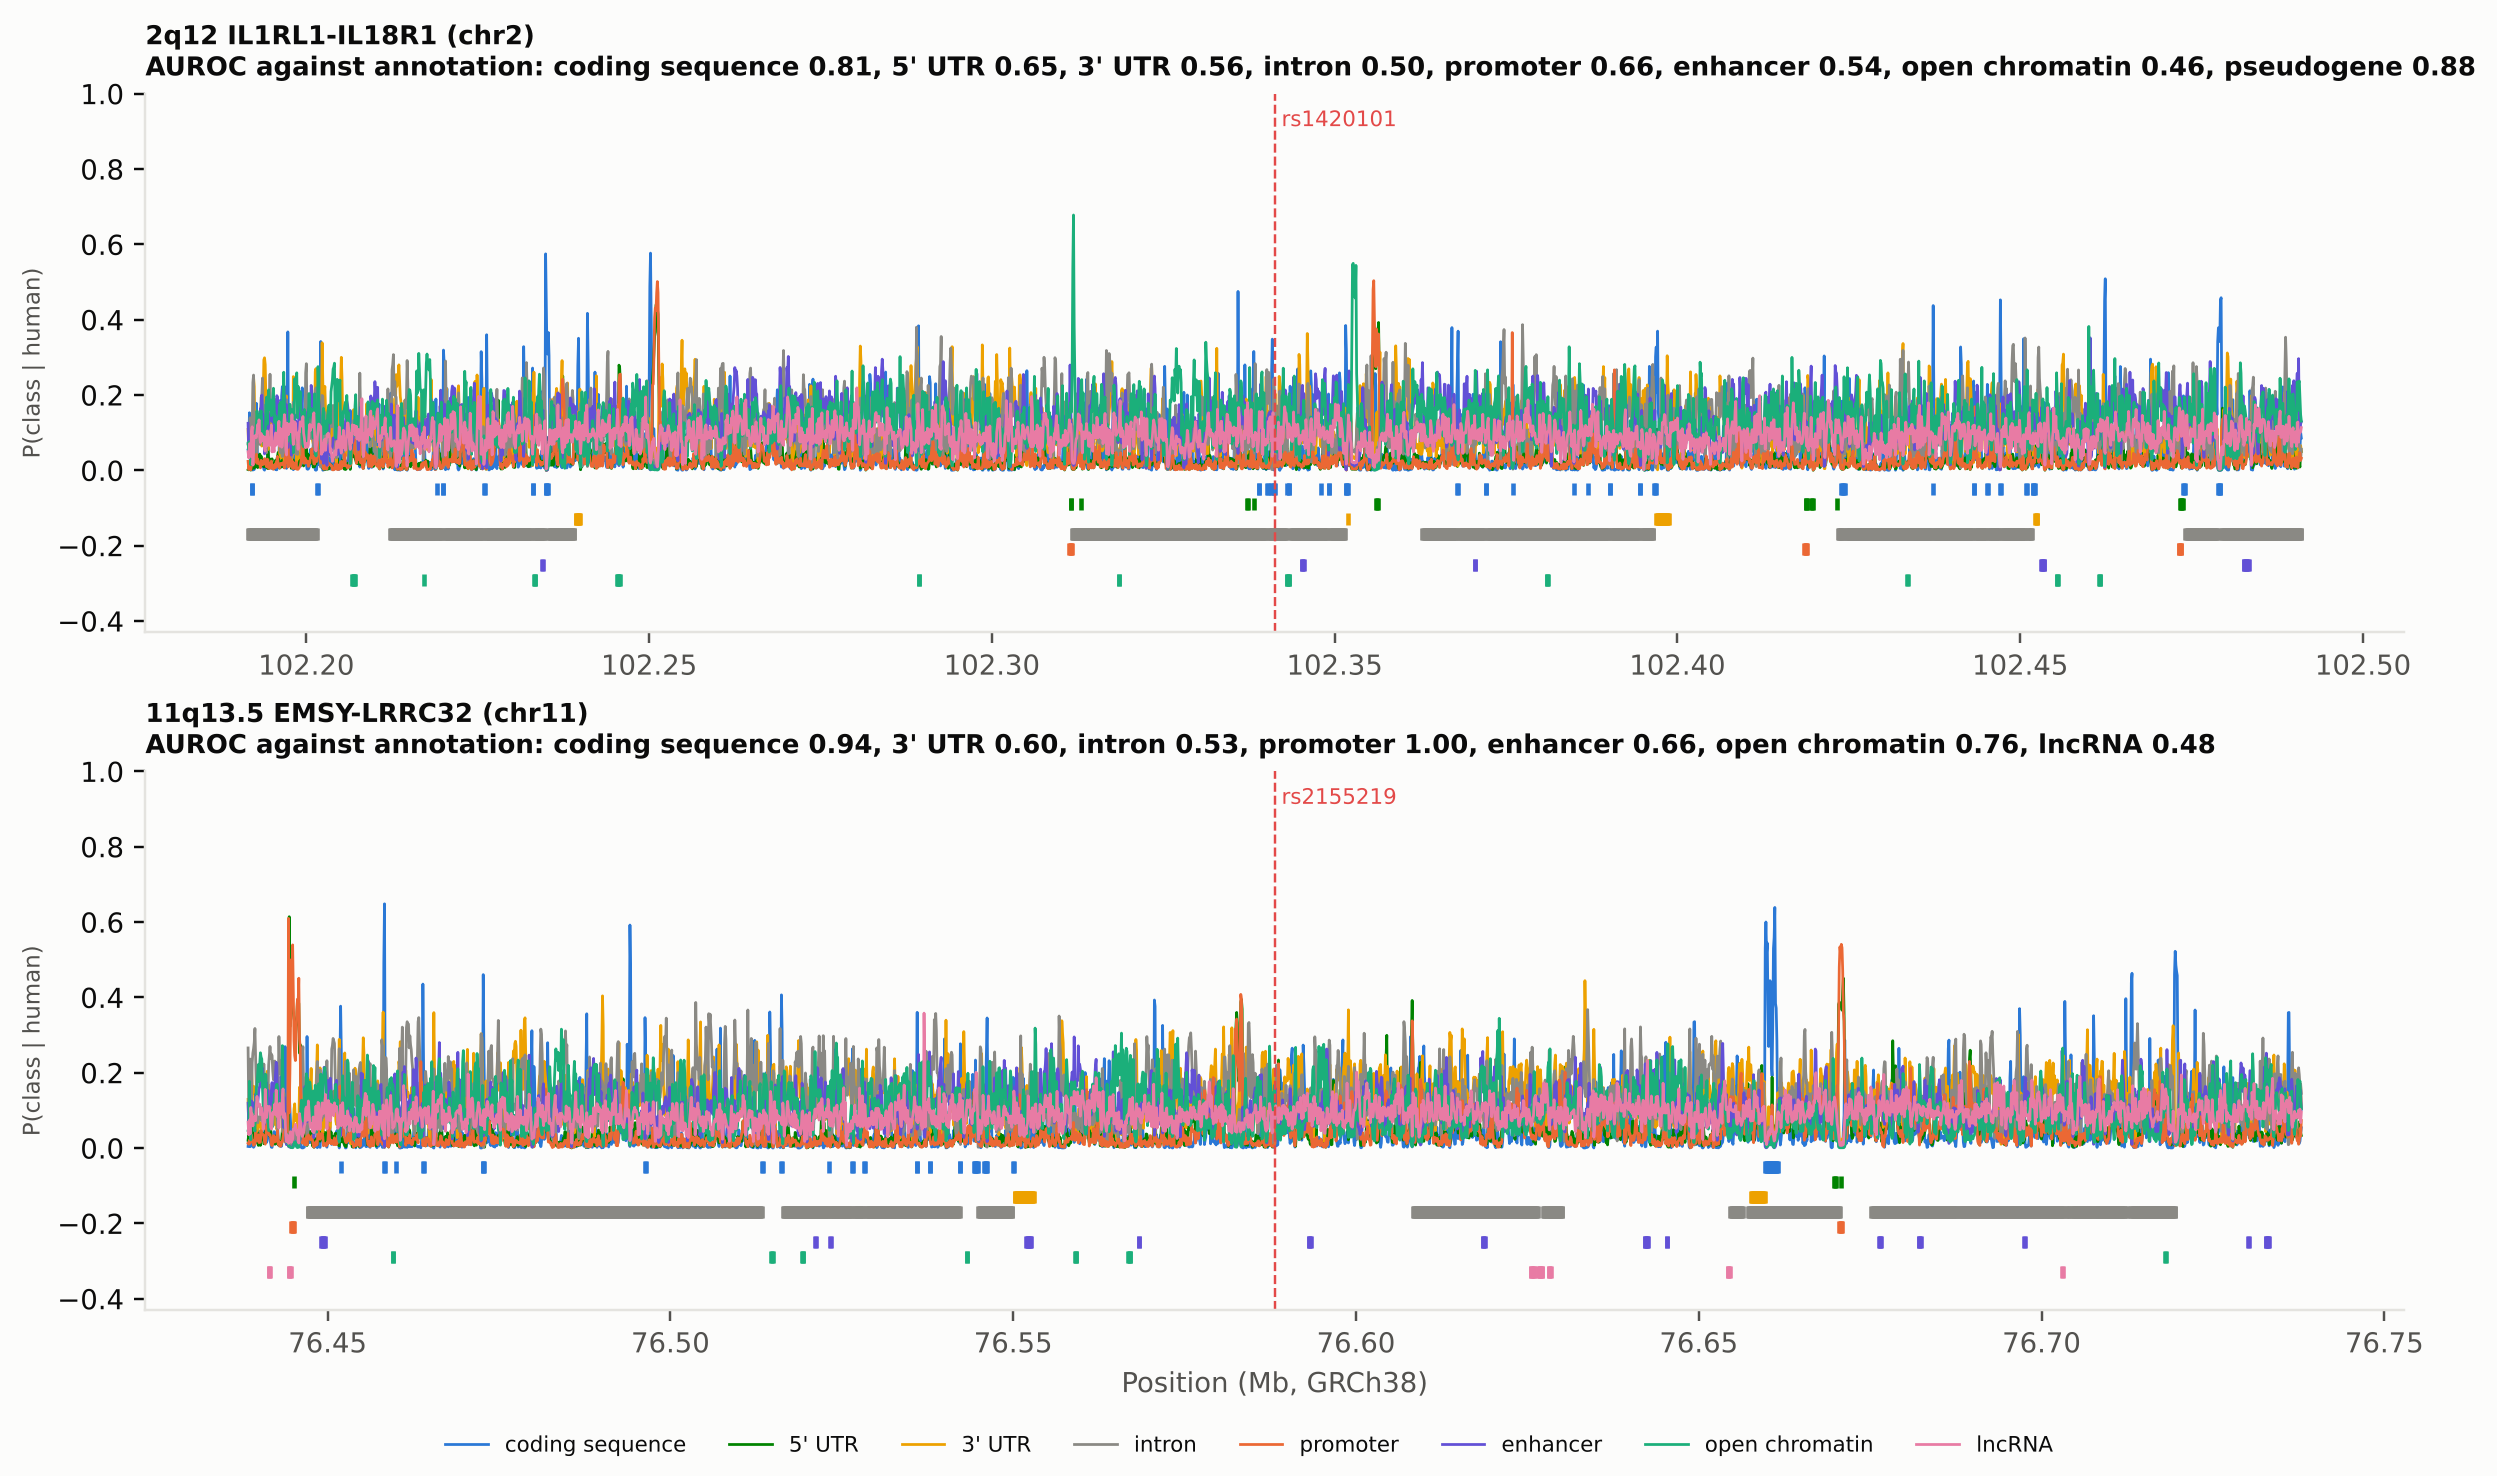 2q12 IL1RL1-IL18R1 (chr2)
AUROC against annotation: coding sequence 0.81, 5' UTR 0.65, 3' UTR 0.56, intron 0.50, promoter 0.66, enhancer 0.54, open chromatin 0.46, pseudogene 0.88
1.0
0.8
0.6
0.4
0.2
0.0
−0.2
−0.4
P(class | human)
rs1420101
102.20 102.25 102.30 102.35 102.40 102.45 102.50
11q13.5 EMSY-LRRC32 (chr11)
AUROC against annotation: coding sequence 0.94, 3' UTR 0.60, intron 0.53, promoter 1.00, enhancer 0.66, open chromatin 0.76, lncRNA 0.48
1.0
0.8
0.6
0.4
0.2
0.0
−0.2
−0.4
P(class | human)
rs2155219
76.45 76.50 76.55 76.60 76.65 76.70 76.75
Position (Mb, GRCh38)
coding sequence 5' UTR 3' UTR intron promoter enhancer open chromatin lncRNA